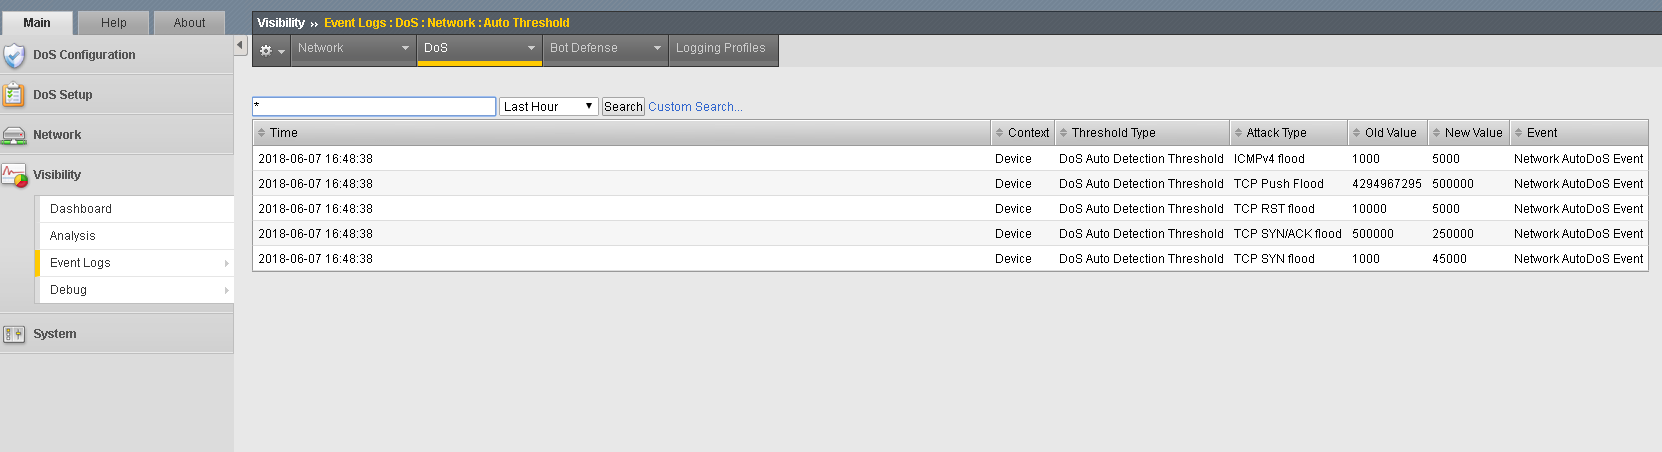 Main Help About
Visibility ›› Event Logs : DoS : Network : Auto Threshold
Network DoS Bot Defense Logging Profiles
DoS Configuration
DoS Setup
Network
Visibility
Dashboard
Analysis
Event Logs
Debug
System
* Last Hour Search Custom Search...
Time Context Threshold Type Attack Type Old Value New Value Event
2018-06-07 16:48:38 Device DoS Auto Detection Threshold ICMPv4 flood 1000 5000 Network AutoDoS Event
2018-06-07 16:48:38 Device DoS Auto Detection Threshold TCP Push Flood 4294967295 500000 Network AutoDoS Event
2018-06-07 16:48:38 Device DoS Auto Detection Threshold TCP RST flood 10000 5000 Network AutoDoS Event
2018-06-07 16:48:38 Device DoS Auto Detection Threshold TCP SYN/ACK flood 500000 250000 Network AutoDoS Event
2018-06-07 16:48:38 Device DoS Auto Detection Threshold TCP SYN flood 1000 45000 Network AutoDoS Event